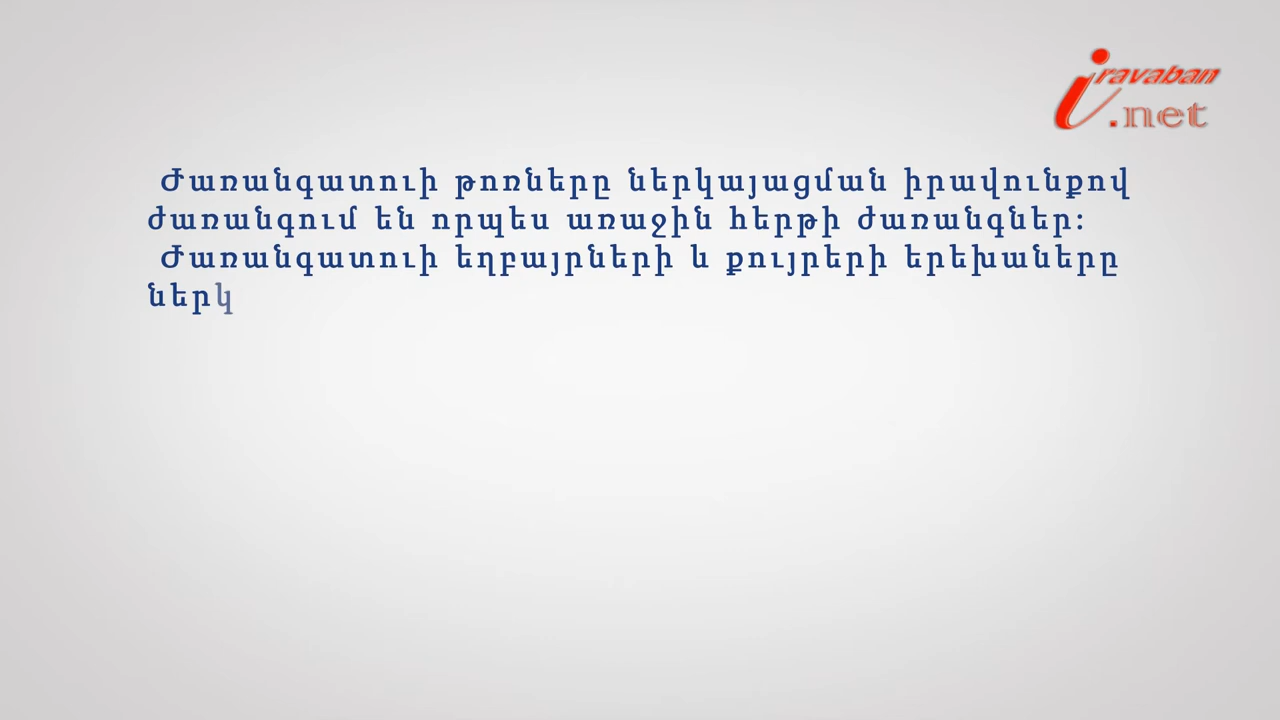 iravaban
.net
Ժառանգատուի թոռները ներկայացման իրավունքով
ժառանգում են որպես առաջին հերթի ժառանգներ:
Ժառանգատուի եղբայրների և քույրերի երեխաները
ներկ